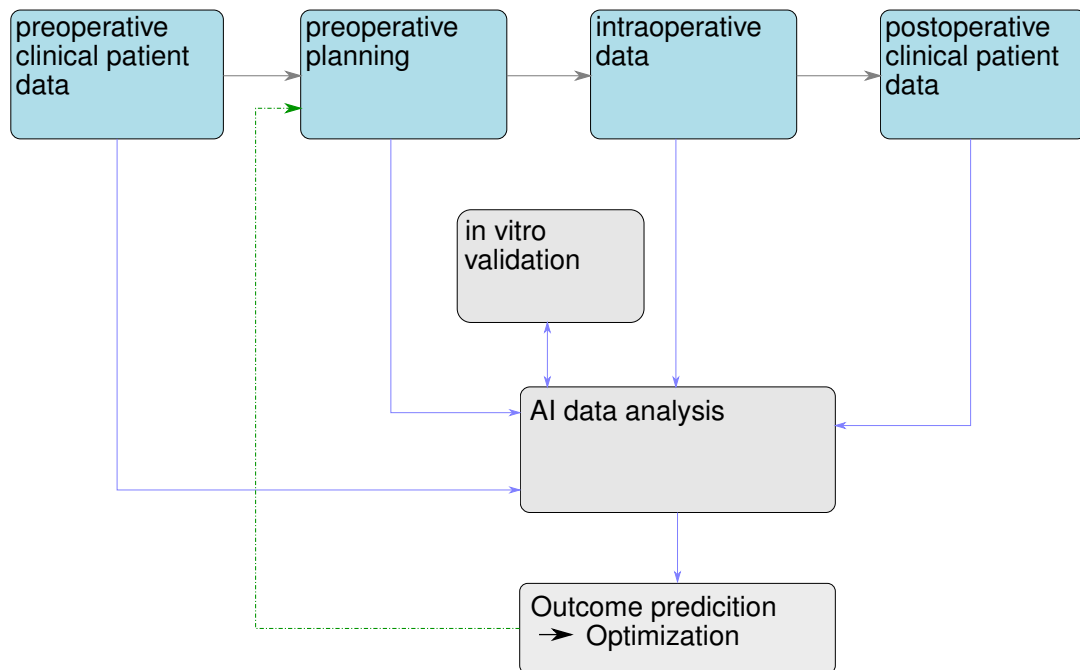 preoperative
clinical patient
data
preoperative
planning
intraoperative
data
postoperative
clinical patient
data
in vitro
validation
AI data analysis
Outcome predicition
Optimization